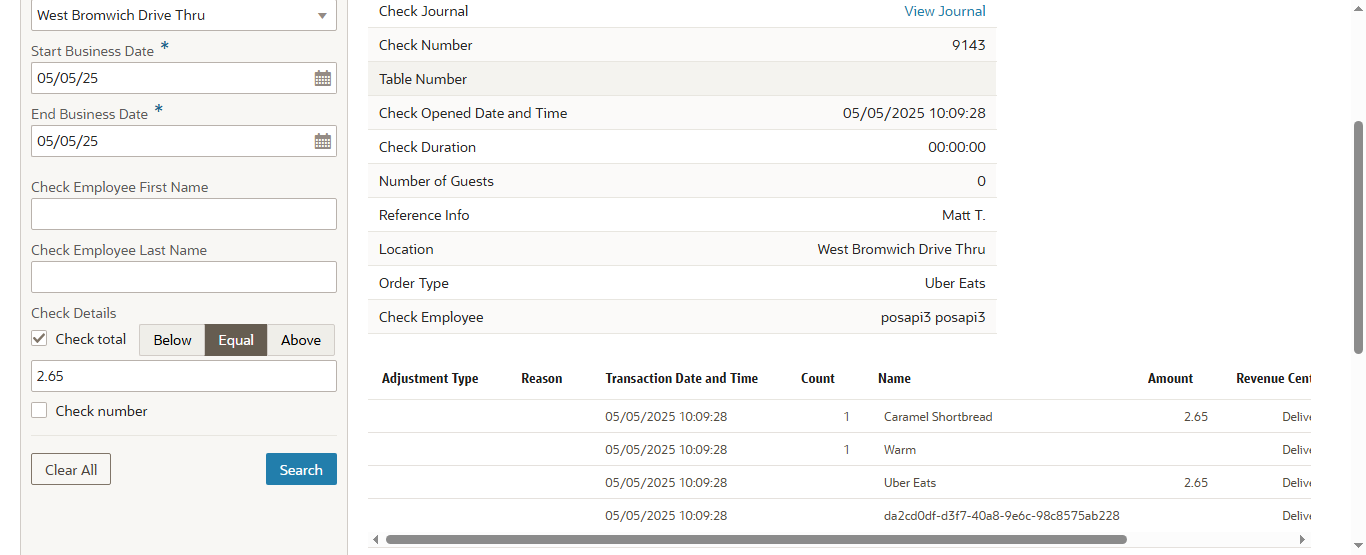 West Bromwich Drive Thru
Start Business Date *
05/05/25
End Business Date *
05/05/25
Check Employee First Name
Check Employee Last Name
Check Details
Check total Below Equal Above
2.65
Check number
Clear All Search
Check Journal View Journal
Check Number 9143
Table Number
Check Opened Date and Time 05/05/2025 10:09:28
Check Duration 00:00:00
Number of Guests 0
Reference Info Matt T.
Location West Bromwich Drive Thru
Order Type Uber Eats
Check Employee posapi3 posapi3
Adjustment Type Reason Transaction Date and Time Count Name Amount Revenue Cent
05/05/2025 10:09:28 1 Caramel Shortbread 2.65 Delive
05/05/2025 10:09:28 1 Warm Delive
05/05/2025 10:09:28 Uber Eats 2.65 Delive
05/05/2025 10:09:28 da2cd0df-d3f7-40a8-9e6c-98c8575ab228 Delive